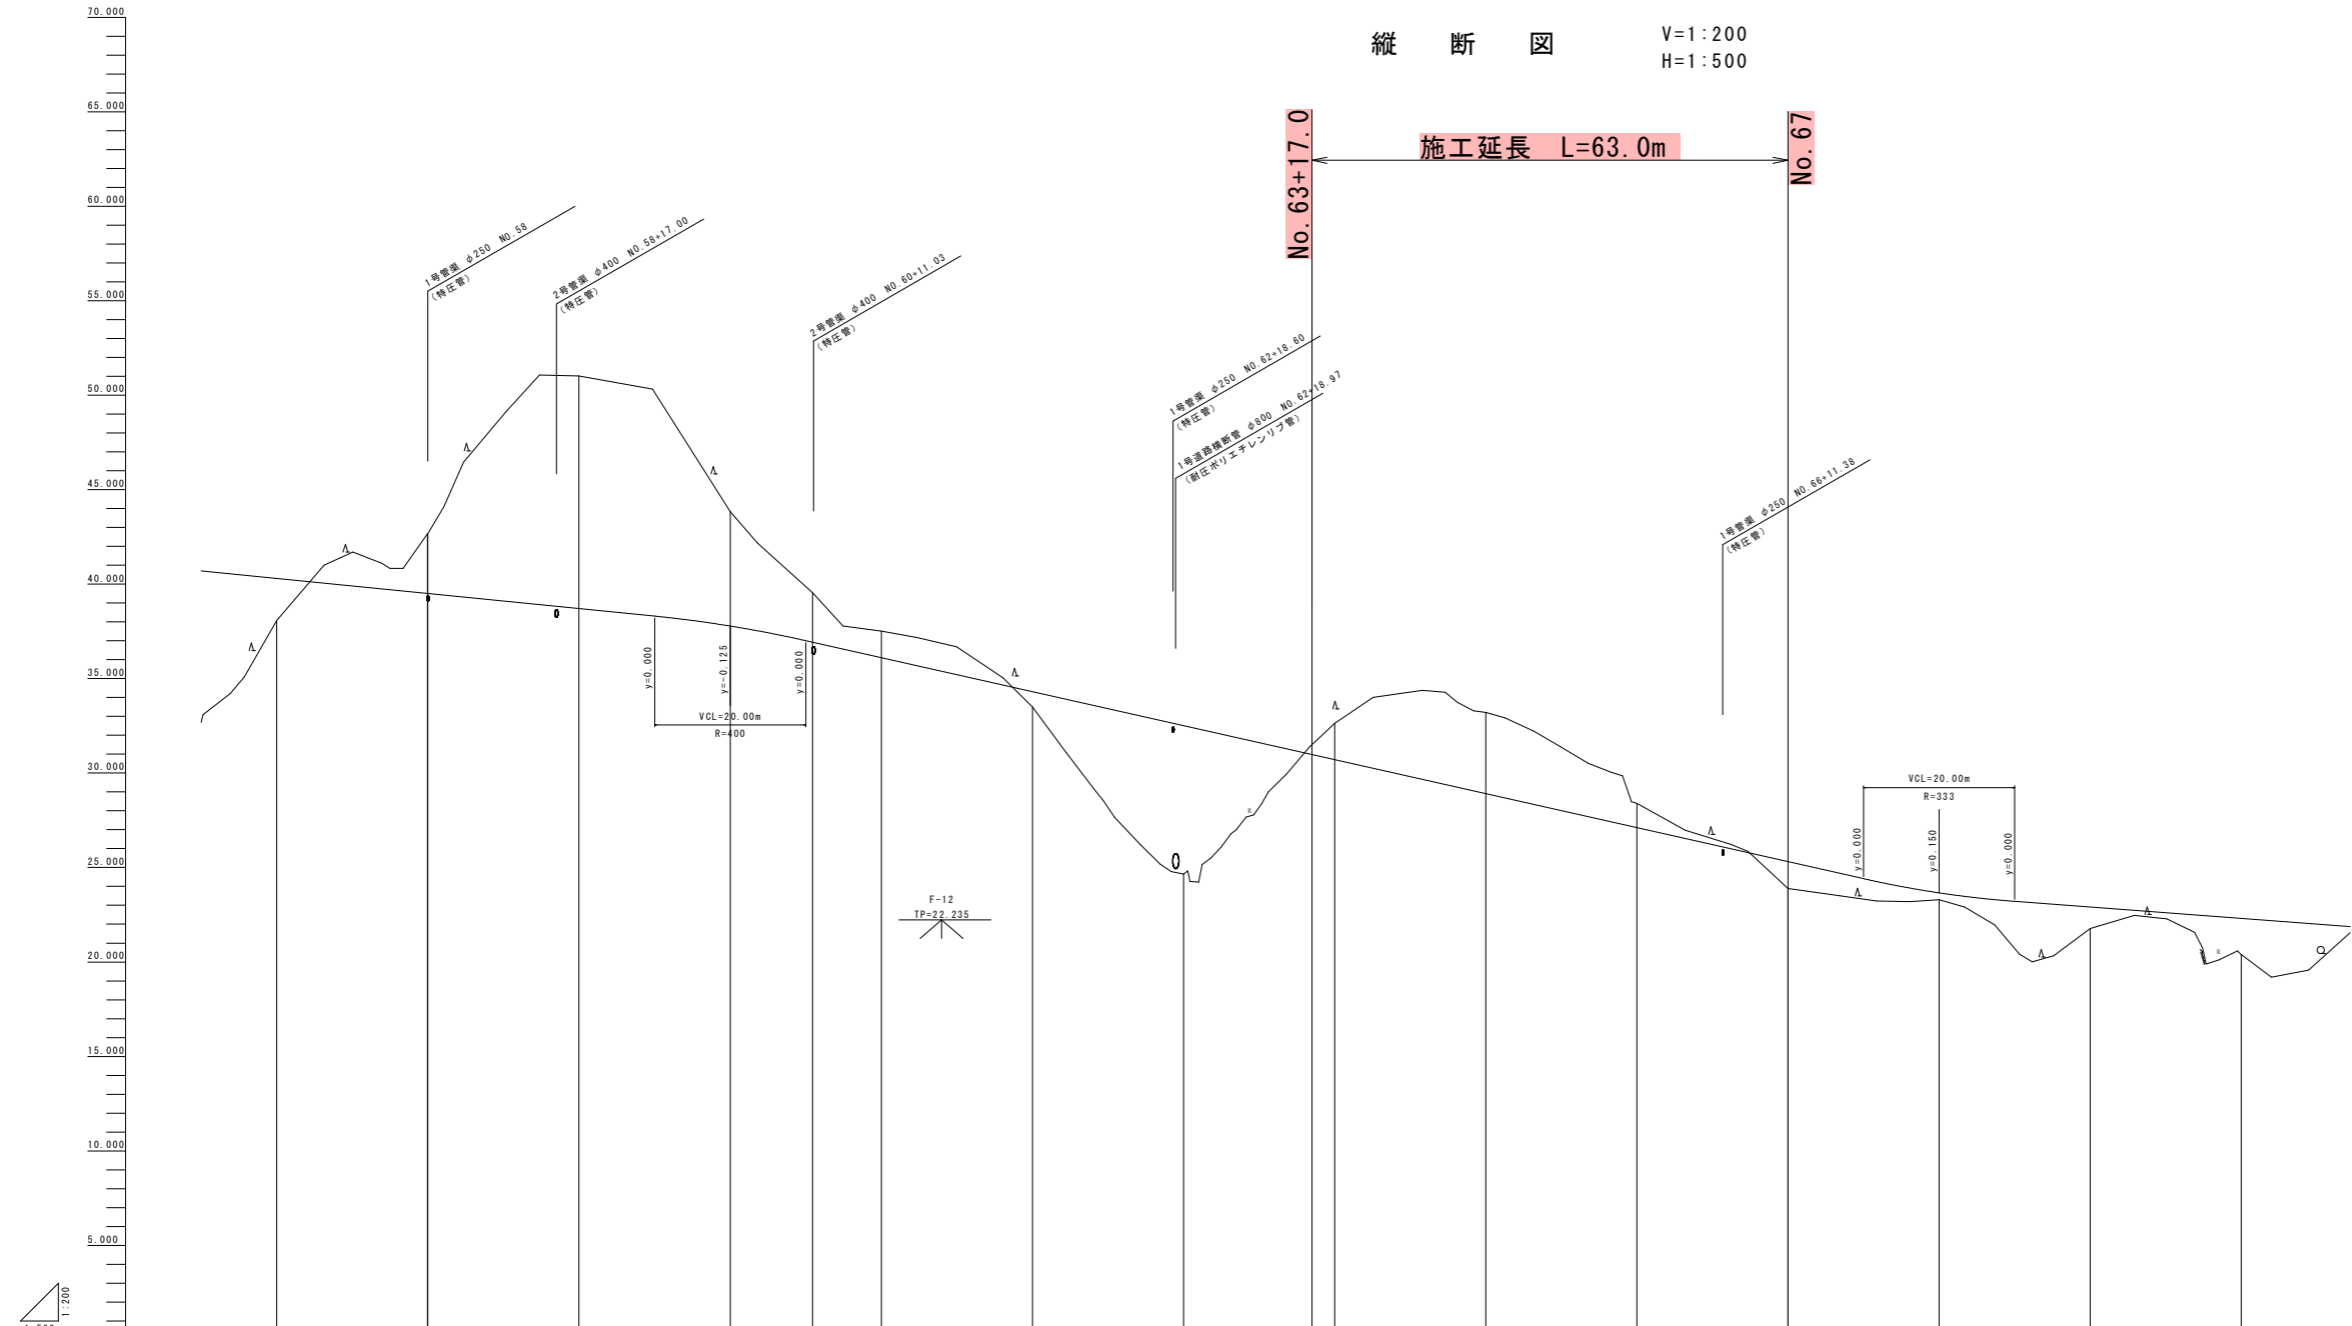 縦 断 図
V=1:200
H=1:500
No.63+17.0
施工延長 L=63.0m
No.67
70.000
65.000
60.000
55.000
50.000
45.000
40.000
35.000
30.000
25.000
20.000
15.000
10.000
5.000
1号管渠 φ250 NO.58
(特圧管)
2号管渠 φ400 NO.58+17.00
(特圧管)
2号管渠 φ400 NO.60+11.03
(特圧管)
1号管渠 φ250 NO.62+18.60
(特圧管)
1号道路横断管 φ800 NO.62+18.97
(耐圧ポリエチレンリブ管)
1号管渠 φ250 NO.66+11.38
(特圧管)
y=0.000
y=-0.125
y=0.000
VCL=20.00m
R=400
VCL=20.00m
R=333
y=0.000
y=0.150
y=0.000
F-12
TP=22.235
1:200